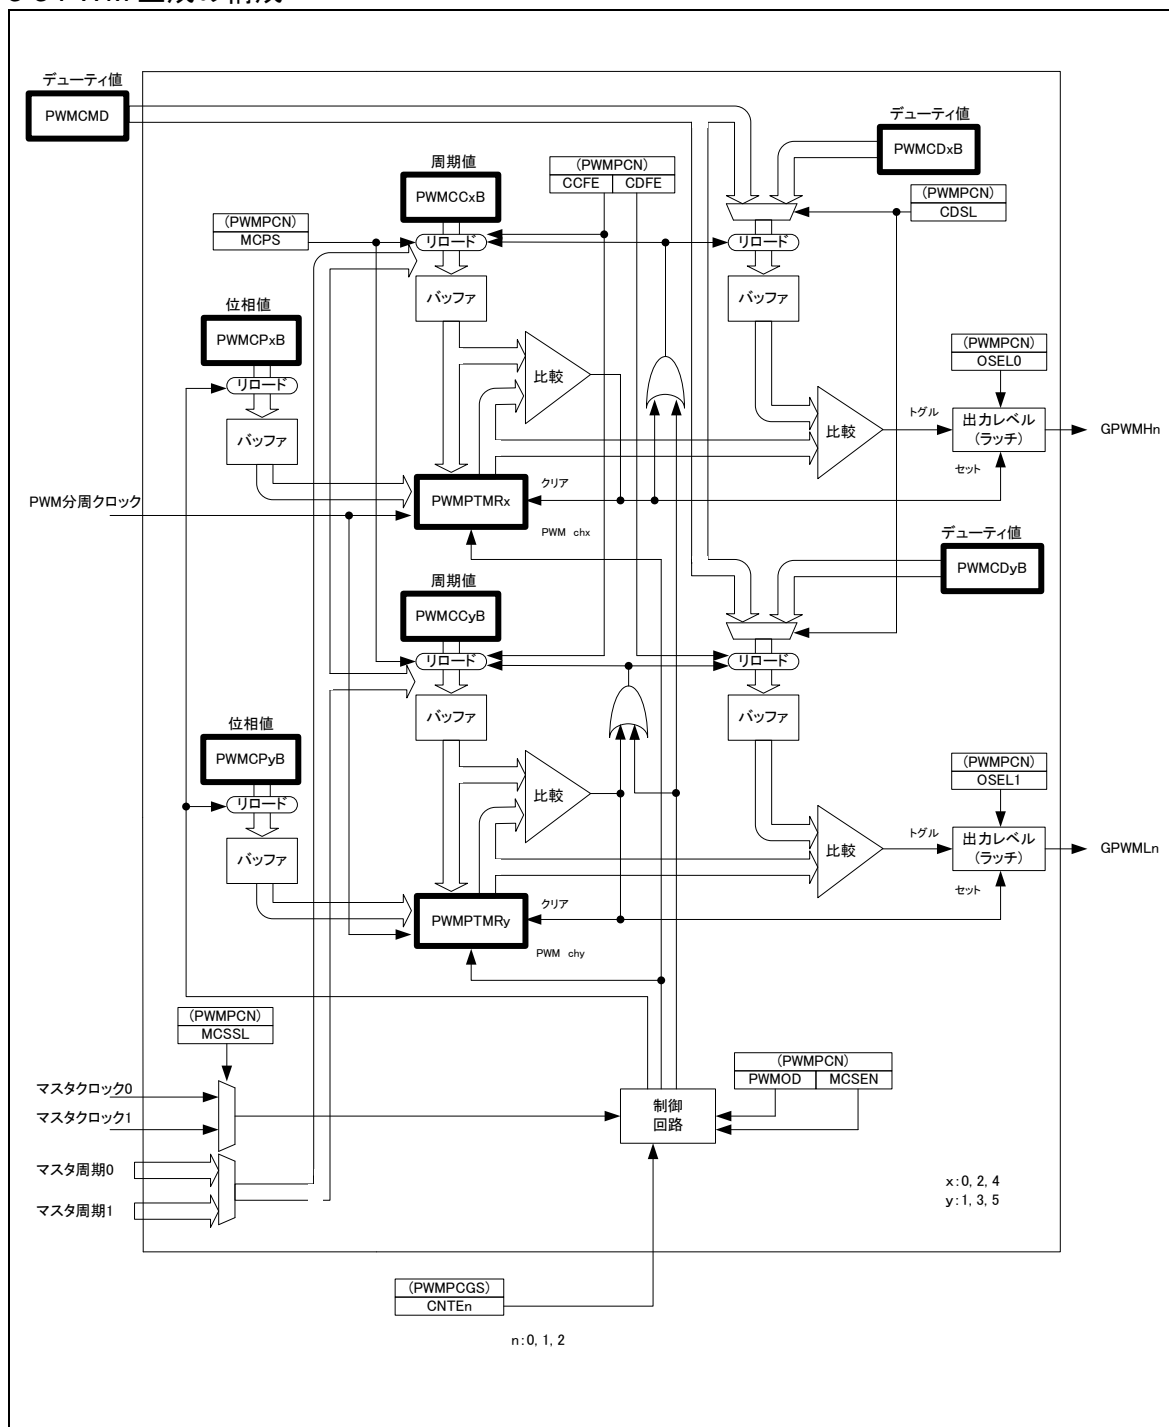 デューティ値
PWMCMD
デューティ値
PWMCDxB
周期値
PWMCCxB
(PWMPCN)
CCFE CDFE
(PWMPCN)
CDSL
(PWMPCN)
MCPS
リロード
リロード
バッファ
バッファ
位相値
PWMCPxB
リロード
バッファ
比較
(PWMPCN)
OSEL0
比較
トグル
出力レベル
(ラッチ)
GPWMHn
セット
PWM分周クロック
PWMPTMRx
クリア
PWM chx
デューティ値
PWMCDyB
周期値
PWMCCyB
リロード
リロード
バッファ
バッファ
位相値
PWMCPyB
リロード
バッファ
比較
(PWMPCN)
OSEL1
比較
トグル
出力レベル
(ラッチ)
GPWMLn
セット
PWMPTMRy
クリア
PWM chy
(PWMPCN)
MCSSL
マスタクロック0
マスタクロック1
マスタ周期0
マスタ周期1
制御
回路
(PWMPCN)
PWMOD MCSEN
x:0, 2, 4
y:1, 3, 5
(PWMPCGS)
CNTEn
n:0, 1, 2